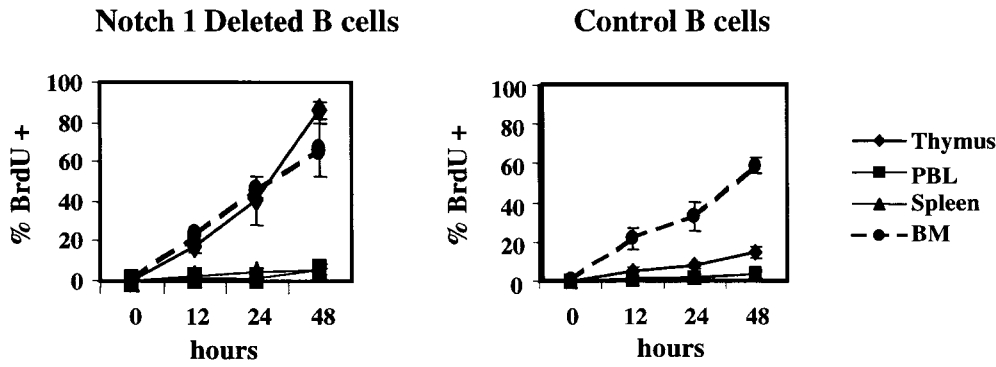 Notch 1 Deleted B cells
Control B cells
% BrdU +
100
80
60
40
20
0
0 12 24 48
hours
% BrdU +
100
80
60
40
20
0
0 12 24 48
hours
Thymus
PBL
Spleen
BM